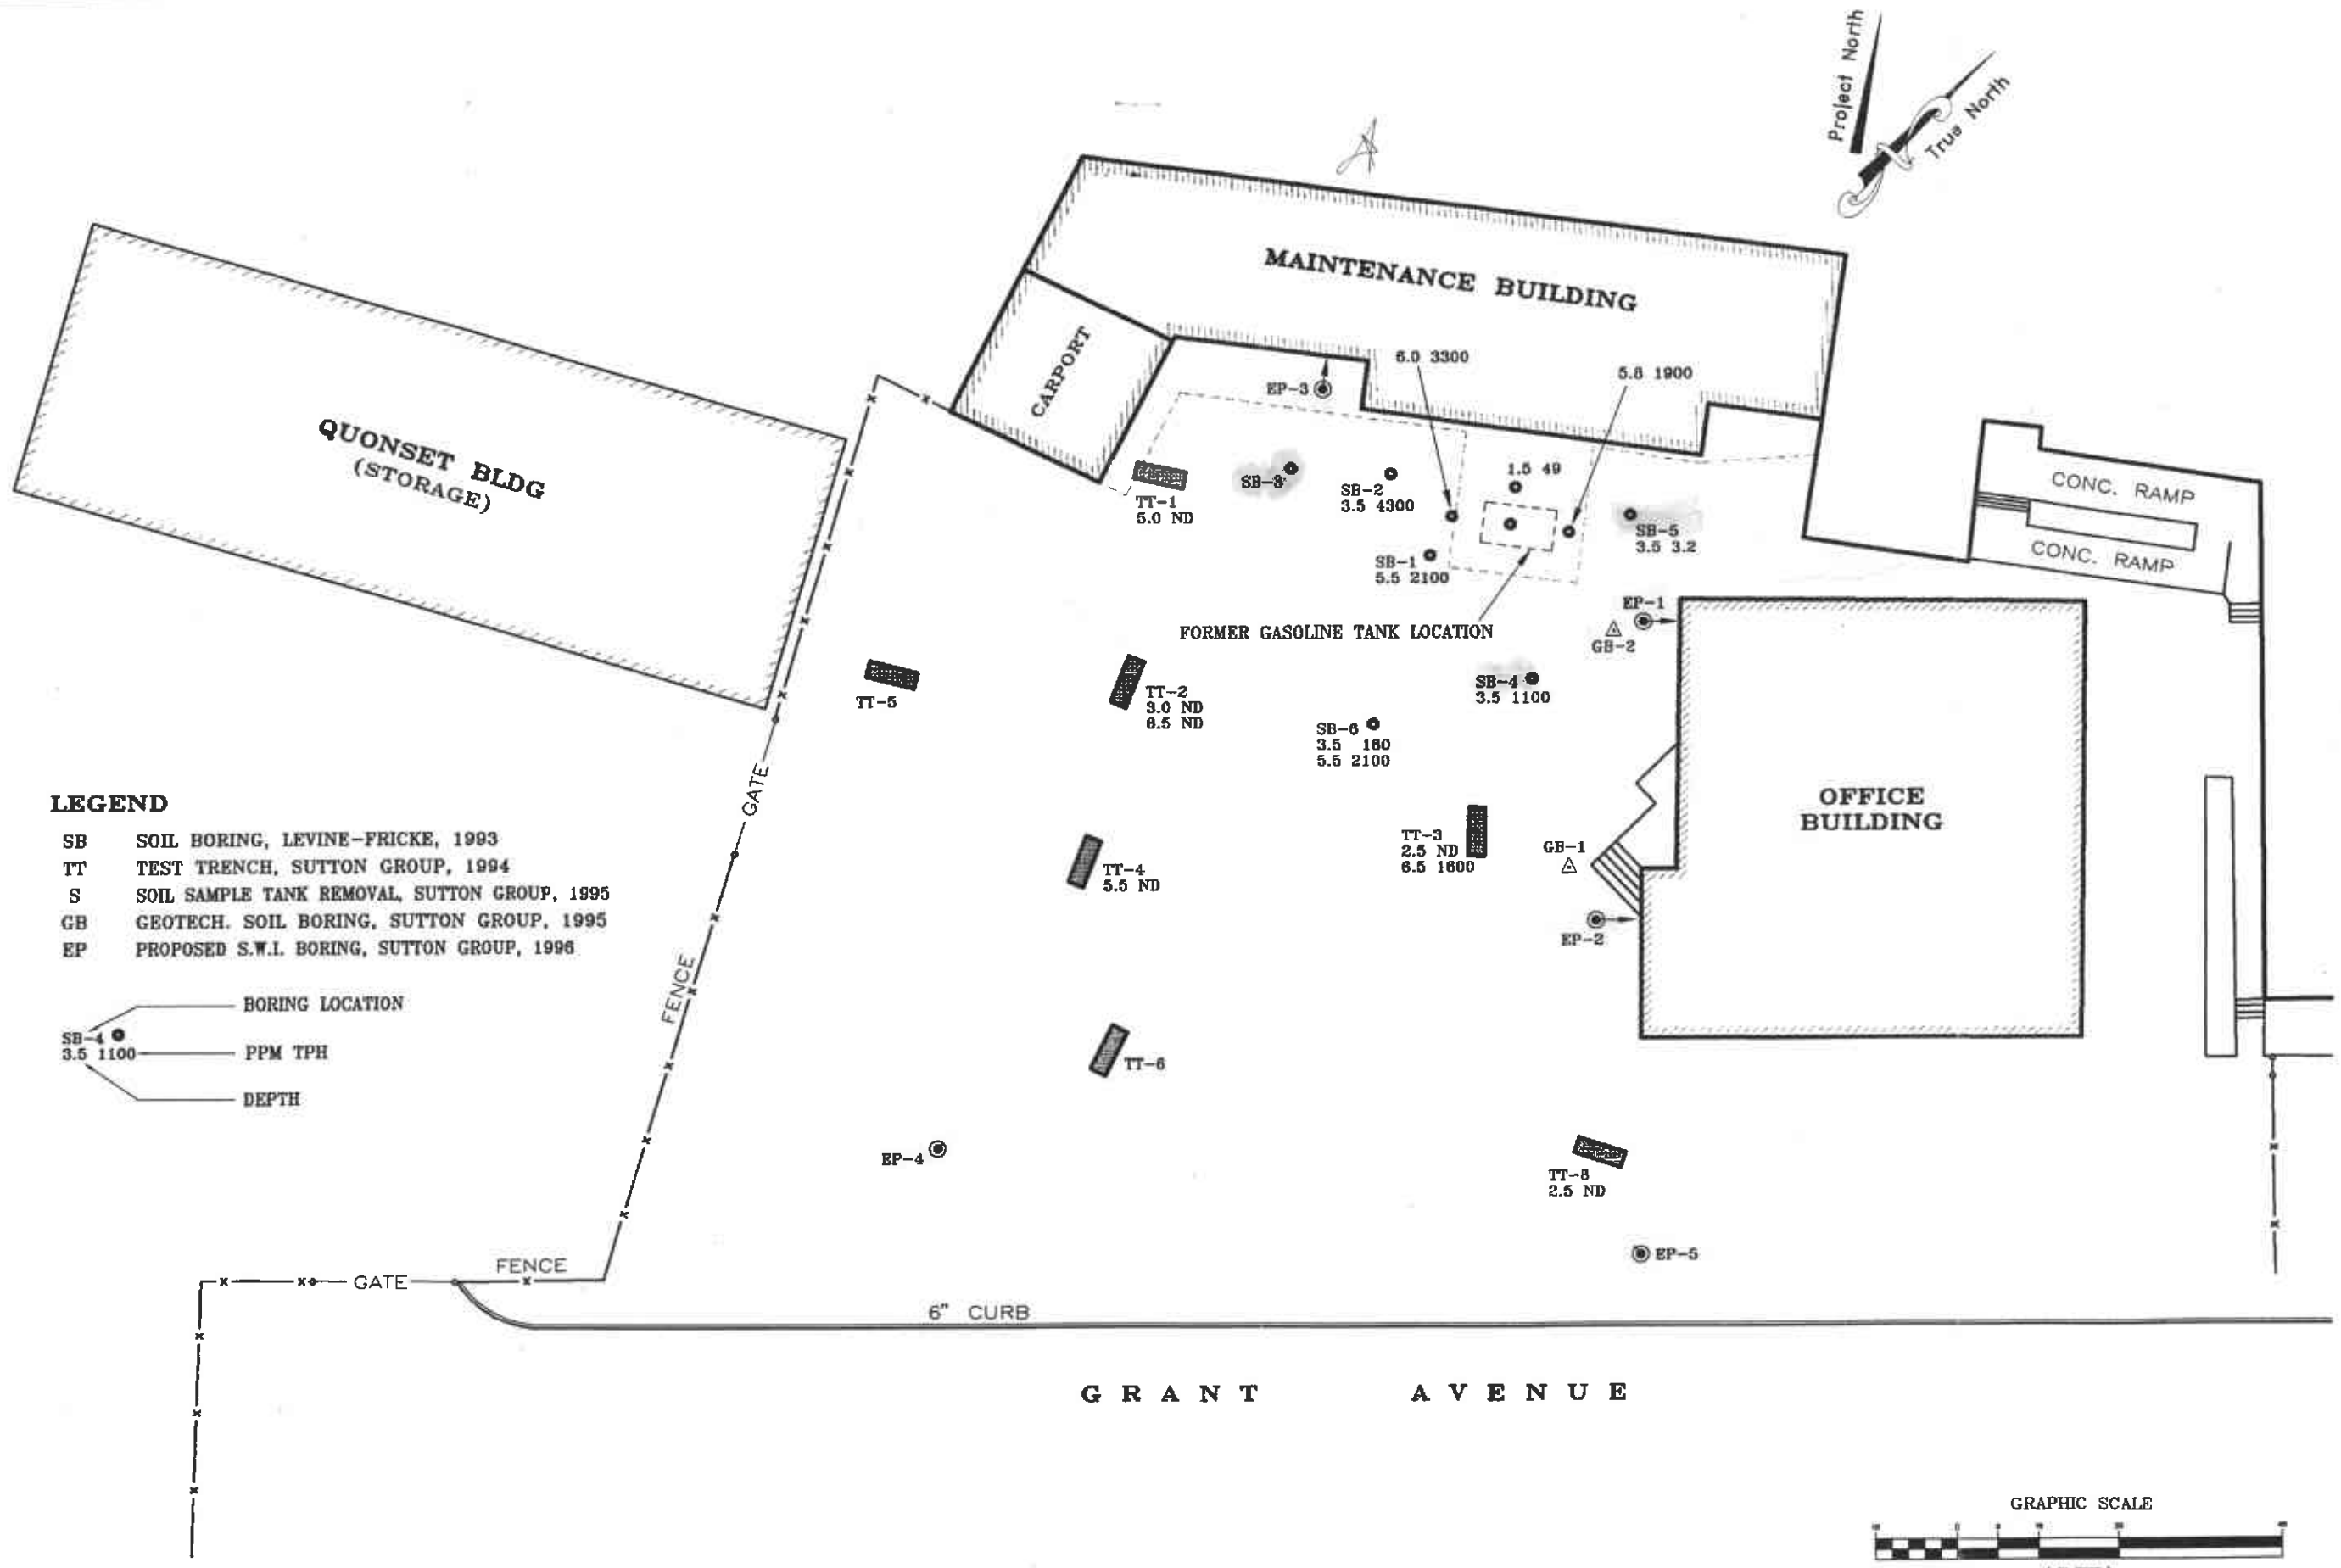 Project North
True North
MAINTENANCE BUILDING
CARPORT
QUONSET BLDG
(STORAGE)
6.0 3300
5.8 1900
EP-3
1.5 49
SB-3
SB-2
3.5 4300
TT-1
5.0 ND
SB-5
3.5 3.2
SB-1
5.5 2100
CONC. RAMP
CONC. RAMP
EP-1
GB-2
FORMER GASOLINE TANK LOCATION
TT-5
TT-2
3.0 ND
6.5 ND
SB-4
3.5 1100
SB-6
3.5 160
5.5 2100
GATE
OFFICE
BUILDING
TT-3
2.5 ND
6.5 1600
GB-1
TT-4
5.5 ND
EP-2
LEGEND
SB SOIL BORING, LEVINE-FRICKE, 1993
TT TEST TRENCH, SUTTON GROUP, 1994
S SOIL SAMPLE TANK REMOVAL, SUTTON GROUP, 1995
GB GEOTECH. SOIL BORING, SUTTON GROUP, 1995
EP PROPOSED S.W.I. BORING, SUTTON GROUP, 1996
BORING LOCATION
SB-4
3.5 1100
PPM TPH
DEPTH
FENCE
TT-6
EP-4
TT-8
2.5 ND
EP-5
FENCE
GATE
6" CURB
GRANT AVENUE
GRAPHIC SCALE